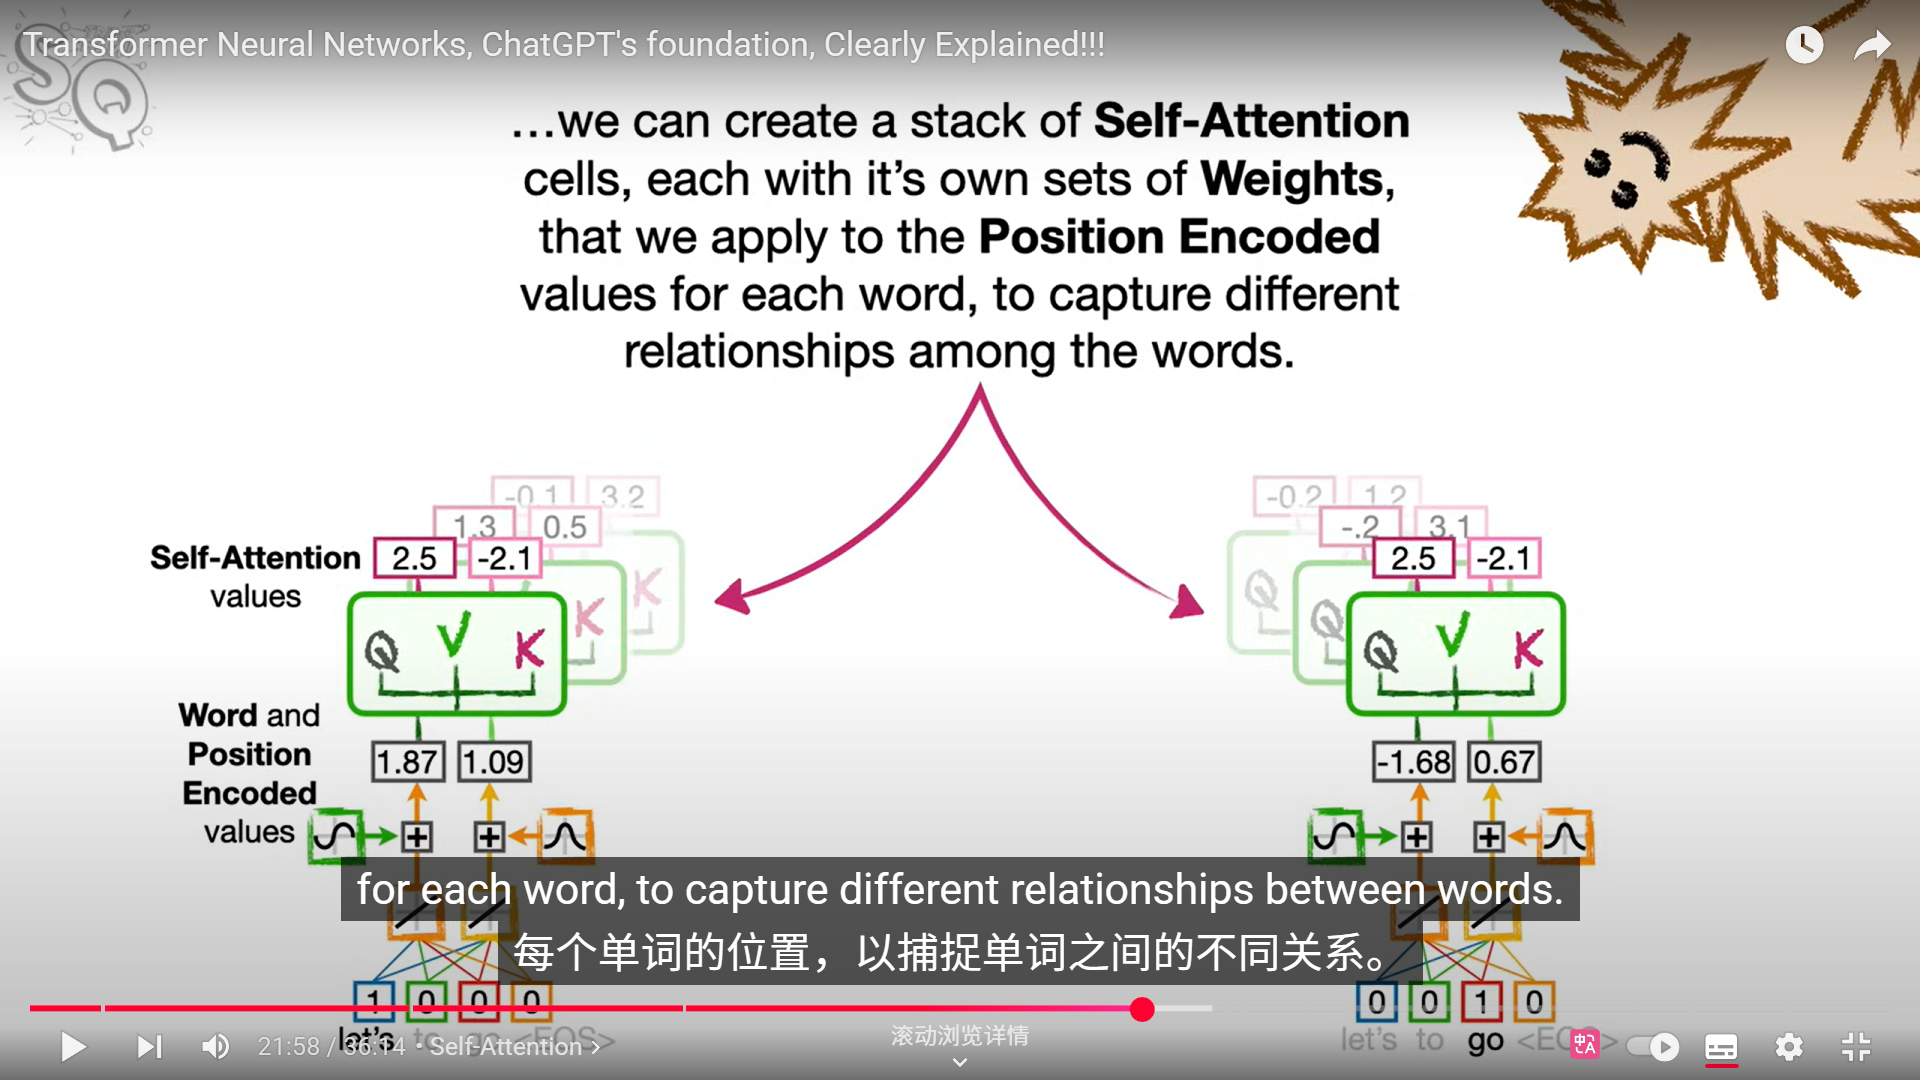 Transformer Neural Networks, ChatGPT's foundation, Clearly Explained!!!
SQ
…we can create a stack of Self-Attention
cells, each with it's own sets of Weights,
that we apply to the Position Encoded
values for each word, to capture different
relationships among the words.
-0.1 3.2
1.3 0.5
Self-Attention values
2.5 -2.1
K
K
Q V K
Word and
Position
Encoded
values
1.87 1.09
+ +
1 0 0 0
let's to go <EOS>
-0.2 1.2
-.2 3.1
2.5 -2.1
Q
Q
Q V K
-1.68 0.67
+ +
0 0 1 0
let's to go <EO >
for each word, to capture different relationships between words.
每个单词的位置，以捕捉单词之间的不同关系。
21:58 / 36:14 • Self-Attention
滚动浏览详情
中 A